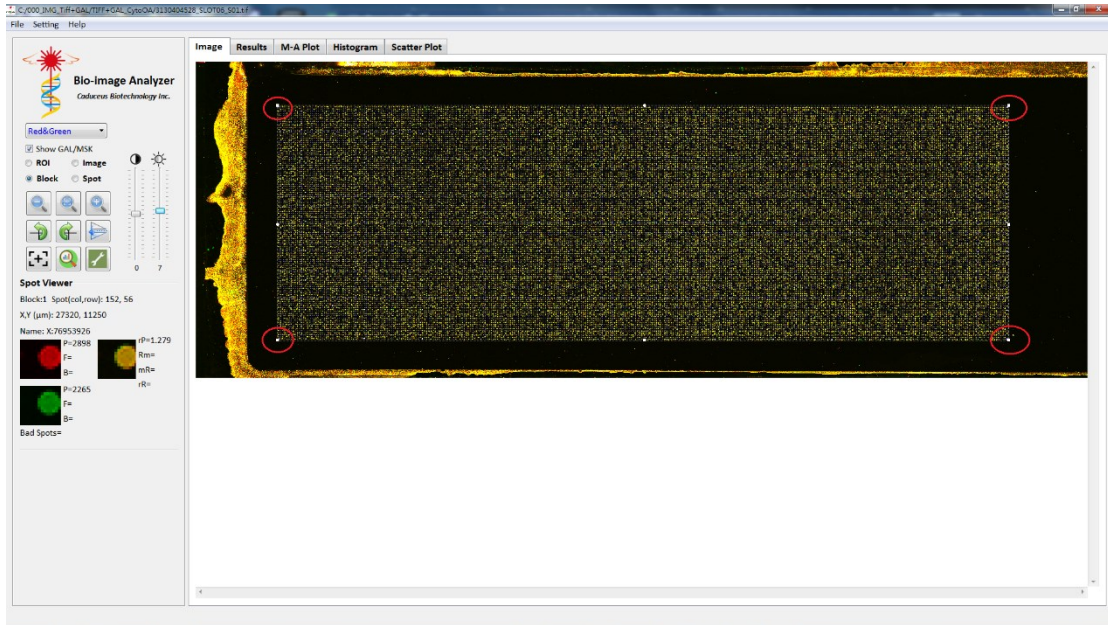 C:/000_IMG_Tiff+GAL/TIFF+GAL_CytoOA/3130404528_SLOT06_S01.tif
File Setting Help
Bio-Image Analyzer
Caduceus Biotechnology Inc.
Red&Green
Show GAL/MSK
ROI Image
Block Spot
0 7
Spot Viewer
Block:1 Spot(col,row): 152, 56
X,Y (μm): 27320, 11250
Name: X:76953926
P=2898
F=
B=
rP=1.279
Rm=
mR=
rR=
P=2265
F=
B=
Bad Spots=
Image Results M-A Plot Histogram Scatter Plot